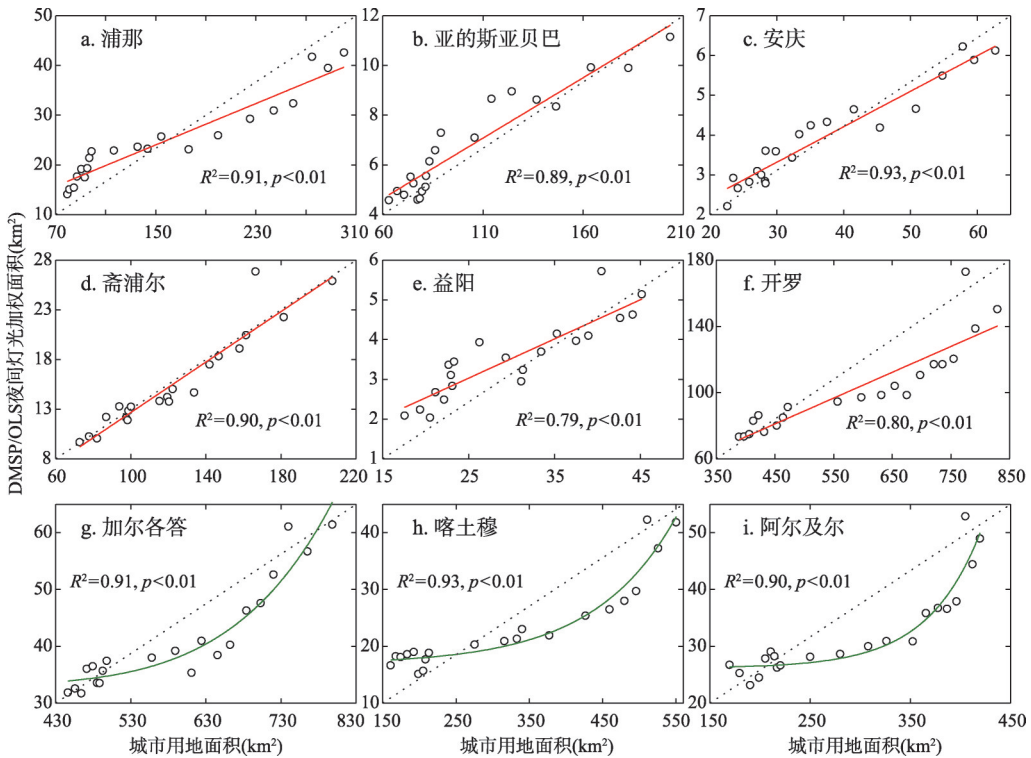 DMSP/OLS夜间灯光加权面积(km²)
a. 浦那
50
40
30
20
10
R²=0.91, p<0.01
70 150 230 310
b. 亚的斯亚贝巴
12
10
8
6
4
R²=0.89, p<0.01
60 110 160 210
c. 安庆
7
6
5
4
3
2
1
R²=0.93, p<0.01
20 30 40 50 60
d. 斋浦尔
28
23
18
13
8
R²=0.90, p<0.01
60 100 140 180 220
e. 益阳
6
5
4
3
2
1
R²=0.79, p<0.01
15 25 35 45
f. 开罗
180
140
100
60
R²=0.80, p<0.01
350 450 550 650 750 850
g. 加尔各答
60
50
40
30
R²=0.91, p<0.01
430 530 630 730 830
城市用地面积(km²)
h. 喀土穆
40
30
20
10
R²=0.93, p<0.01
150 250 350 450 550
城市用地面积(km²)
i. 阿尔及尔
50
40
30
20
R²=0.90, p<0.01
150 250 350 450
城市用地面积(km²)